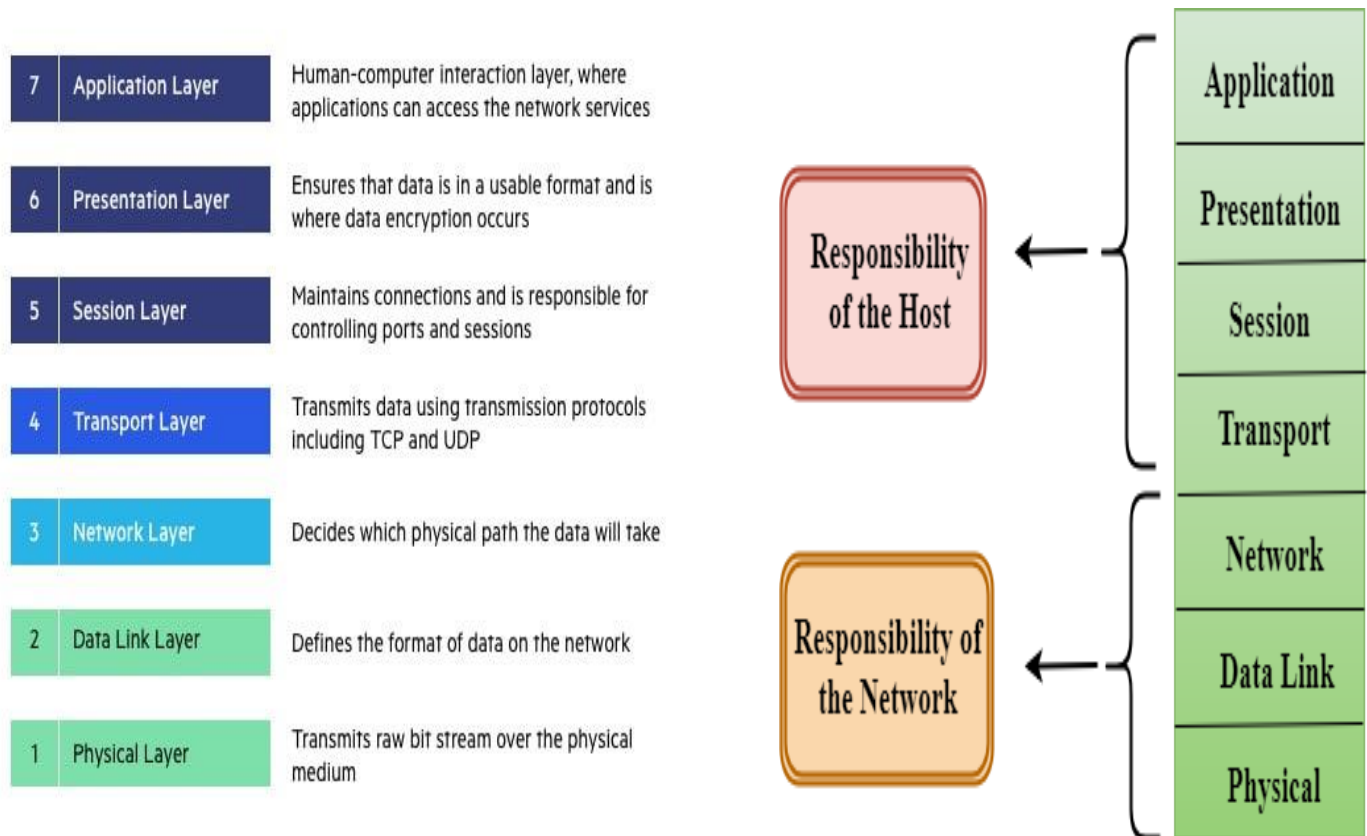 7 Application Layer
Human-computer interaction layer, where
applications can access the network services
6 Presentation Layer
Ensures that data is in a usable format and is
where data encryption occurs
5 Session Layer
Maintains connections and is responsible for
controlling ports and sessions
4 Transport Layer
Transmits data using transmission protocols
including TCP and UDP
3 Network Layer
Decides which physical path the data will take
2 Data Link Layer
Defines the format of data on the network
1 Physical Layer
Transmits raw bit stream over the physical
medium
Responsibility
of the Host
Responsibility of
the Network
Application
Presentation
Session
Transport
Network
Data Link
Physical